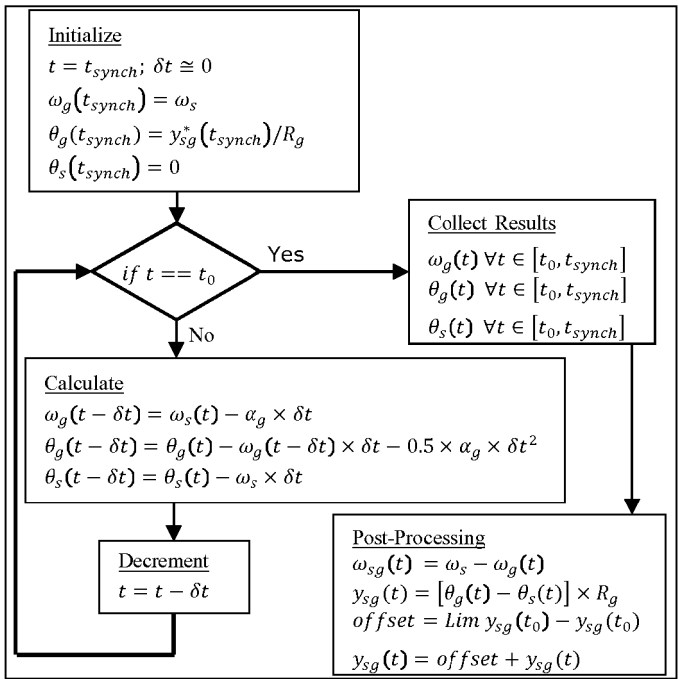 Initialize
t = t_synch; δt ≅ 0
ω_g(t_synch) = ω_s
θ_g(t_synch) = y*_sg(t_synch)/R_g
θ_s(t_synch) = 0
if t == t_0
Yes
No
Collect Results
ω_g(t) ∀t ∈ [t_0, t_synch]
θ_g(t) ∀t ∈ [t_0, t_synch]
θ_s(t) ∀t ∈ [t_0, t_synch]
Calculate
ω_g(t − δt) = ω_s(t) − α_g × δt
θ_g(t − δt) = θ_g(t) − ω_g(t − δt) × δt − 0.5 × α_g × δt²
θ_s(t − δt) = θ_s(t) − ω_s × δt
Decrement
t = t − δt
Post-Processing
ω_sg(t) = ω_s − ω_g(t)
y_sg(t) = [θ_g(t) − θ_s(t)] × R_g
offset = Lim y_sg(t_0) − y_sg(t_0)
y_sg(t) = offset + y_sg(t)